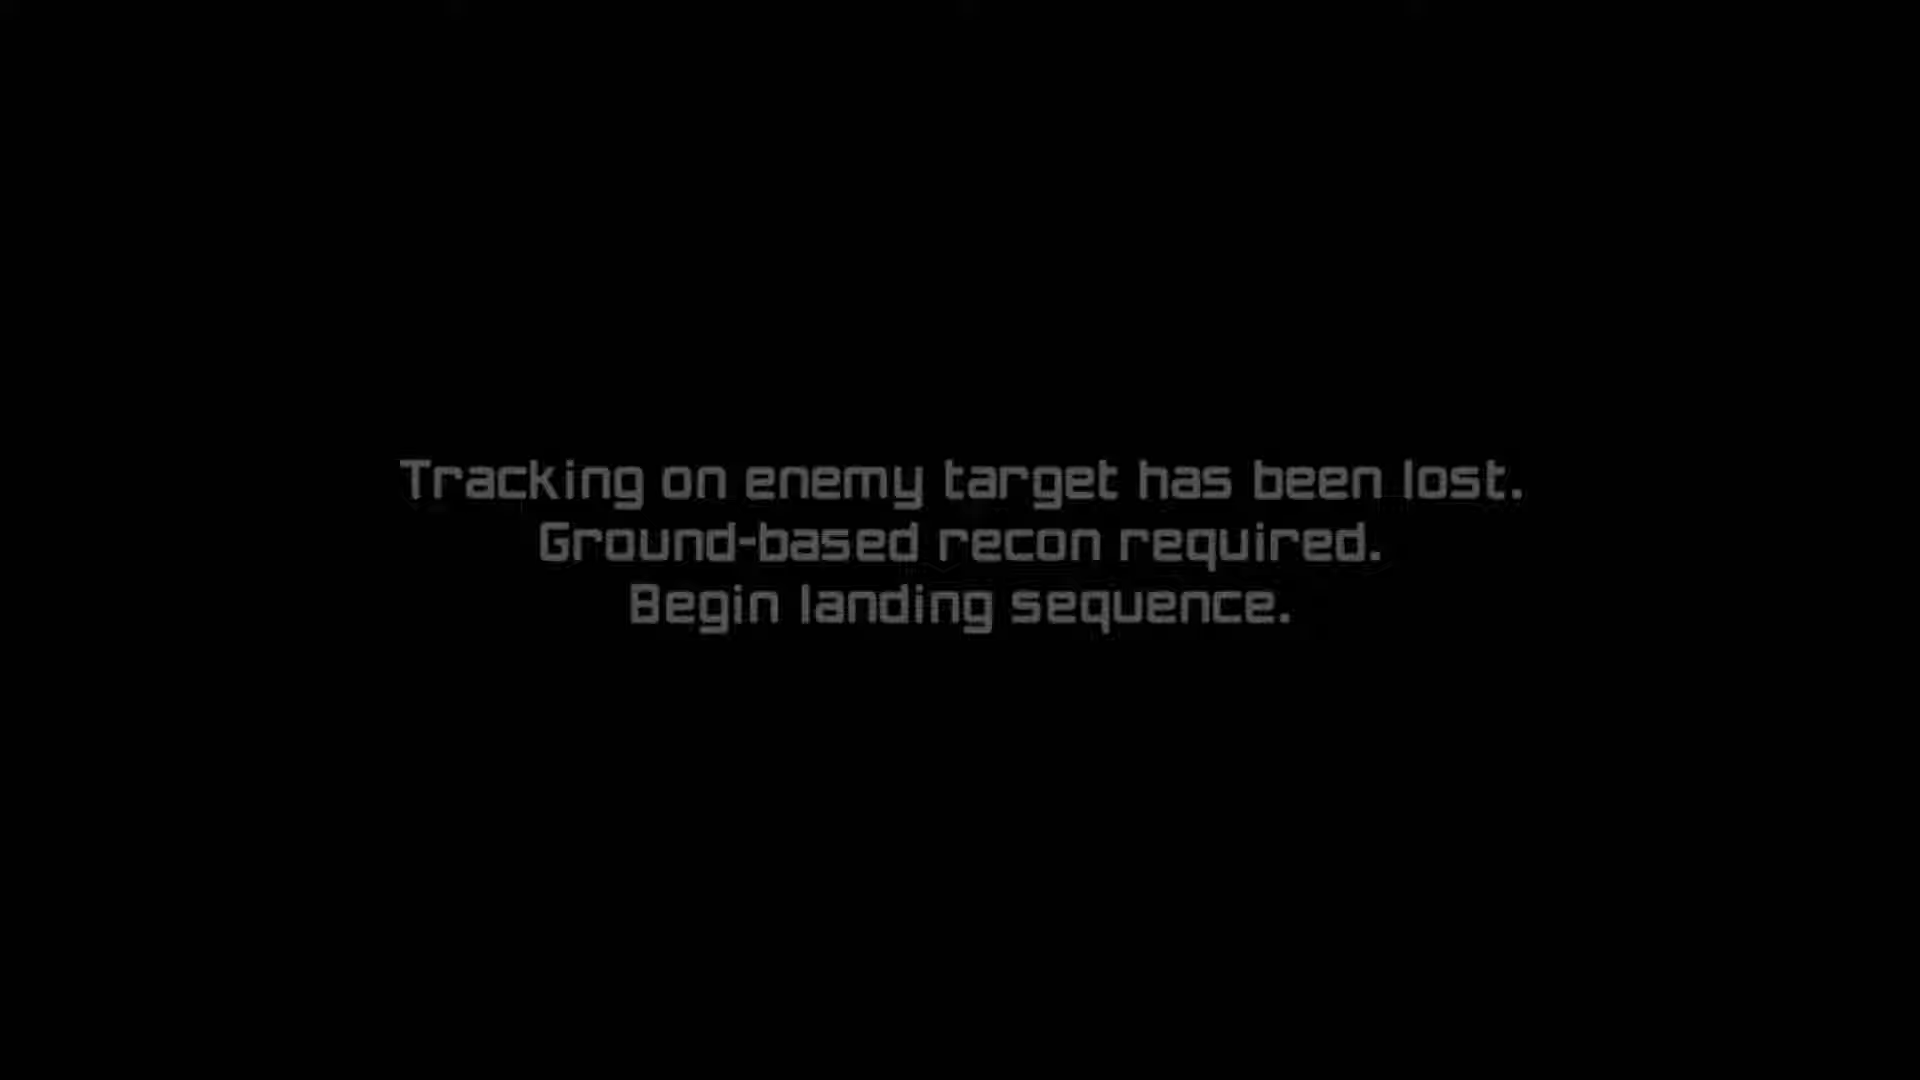 Tracking on enemy target has been lost.
Ground-based recon required.
Begin landing sequence.